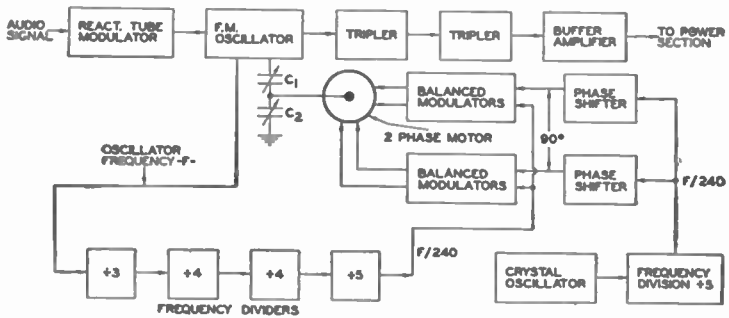 AUDIO
SIGNAL
REACT. TUBE
MODULATOR
F.M.
OSCILLATOR
TRIPLER
TRIPLER
BUFFER
AMPLIFIER
TO POWER
SECTION
C1
C2
BALANCED
MODULATORS
PHASE
SHIFTER
2 PHASE MOTOR
90°
OSCILLATOR
FREQUENCY-F-
BALANCED
MODULATORS
PHASE
SHIFTER
F/240
F/240
÷3
÷4
÷4
÷5
CRYSTAL
OSCILLATOR
FREQUENCY
DIVISION ÷5
FREQUENCY DIVIDERS